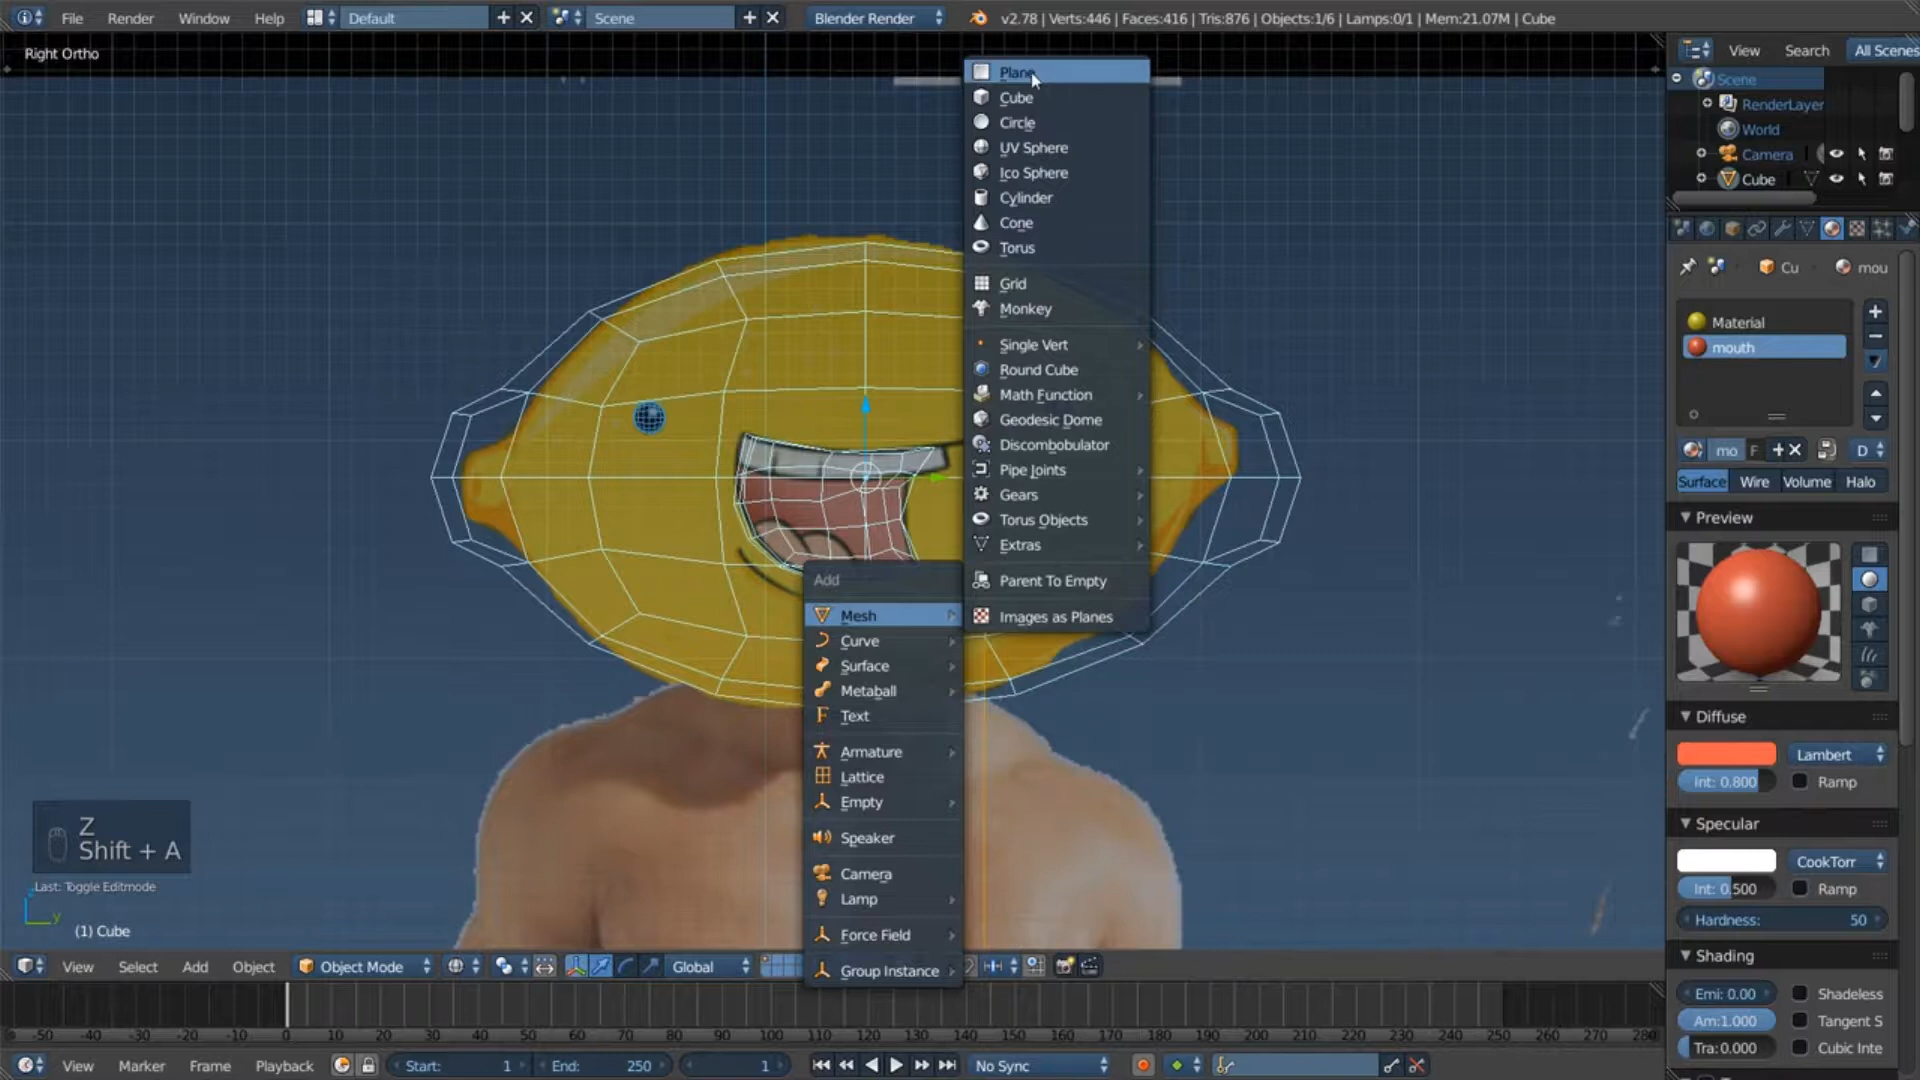 File Render Window Help Default Scene Blender Render v2.78 | Verts:446 | Faces:416 | Tris:876 | Objects:1/6 | Lamps:0/1 | Mem:21.07M | Cube
Right Ortho
View Search All Scenes
Scene
RenderLayer
World
Camera
Cube
Plane
Cube
Circle
UV Sphere
Ico Sphere
Cylinder
Cone
Torus
Grid
Monkey
Single Vert
Round Cube
Math Function
Geodesic Dome
Discombobulator
Pipe Joints
Gears
Torus Objects
Extras
Parent To Empty
Images as Planes
Add
Mesh
Curve
Surface
Metaball
Text
Armature
Lattice
Empty
Speaker
Camera
Lamp
Force Field
Group Instance
Cu mou
Material
mouth
mo F D
Surface Wire Volume Halo
Preview
Diffuse
Lambert
Int: 0.800 Ramp
Specular
CookTorr
Int: 0.500 Ramp
Hardness: 50
Shading
Emi: 0.00 Shadeless
Am:1.000 Tangent S
Tra:0.000 Cubic Inte
Z
Shift + A
Last: Toggle Editmode
y
(1) Cube
View Select Add Object Object Mode Global
-50 -40 -30 -20 -10 0 10 20 30 40 50 60 70 80 90 100 110 120 130 140 150 160 170 180 190 200 210 220 230 240 250 260 270 280
View Marker Frame Playback Start: 1 End: 250 1 No Sync